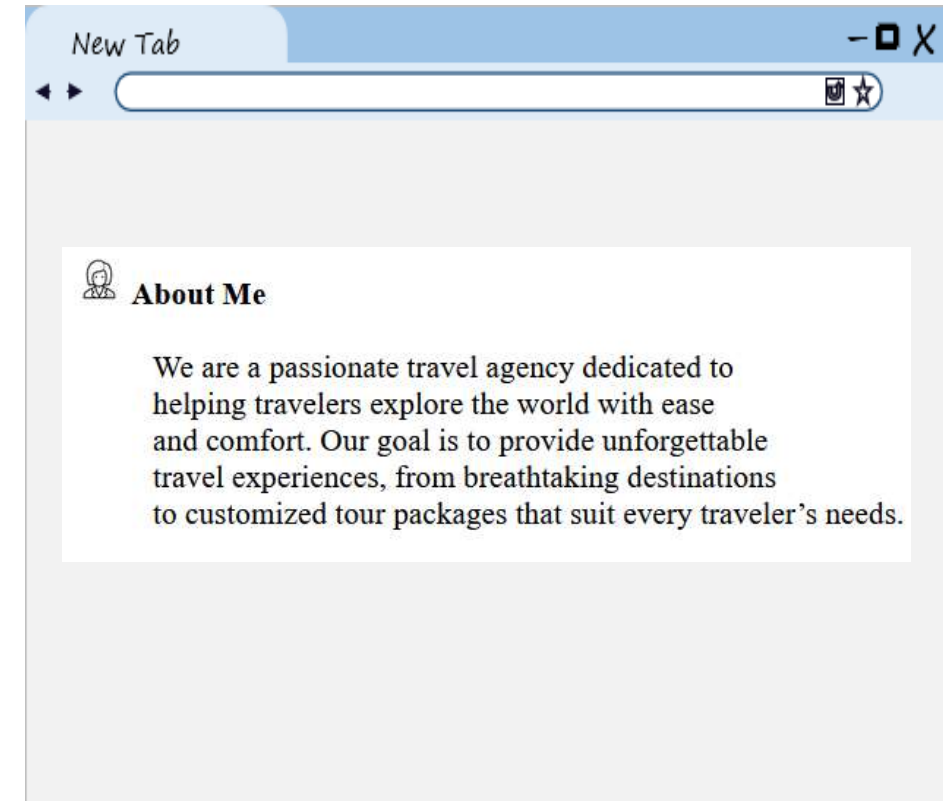 New Tab
About Me
We are a passionate travel agency dedicated to
helping travelers explore the world with ease
and comfort. Our goal is to provide unforgettable
travel experiences, from breathtaking destinations
to customized tour packages that suit every traveler’s needs.